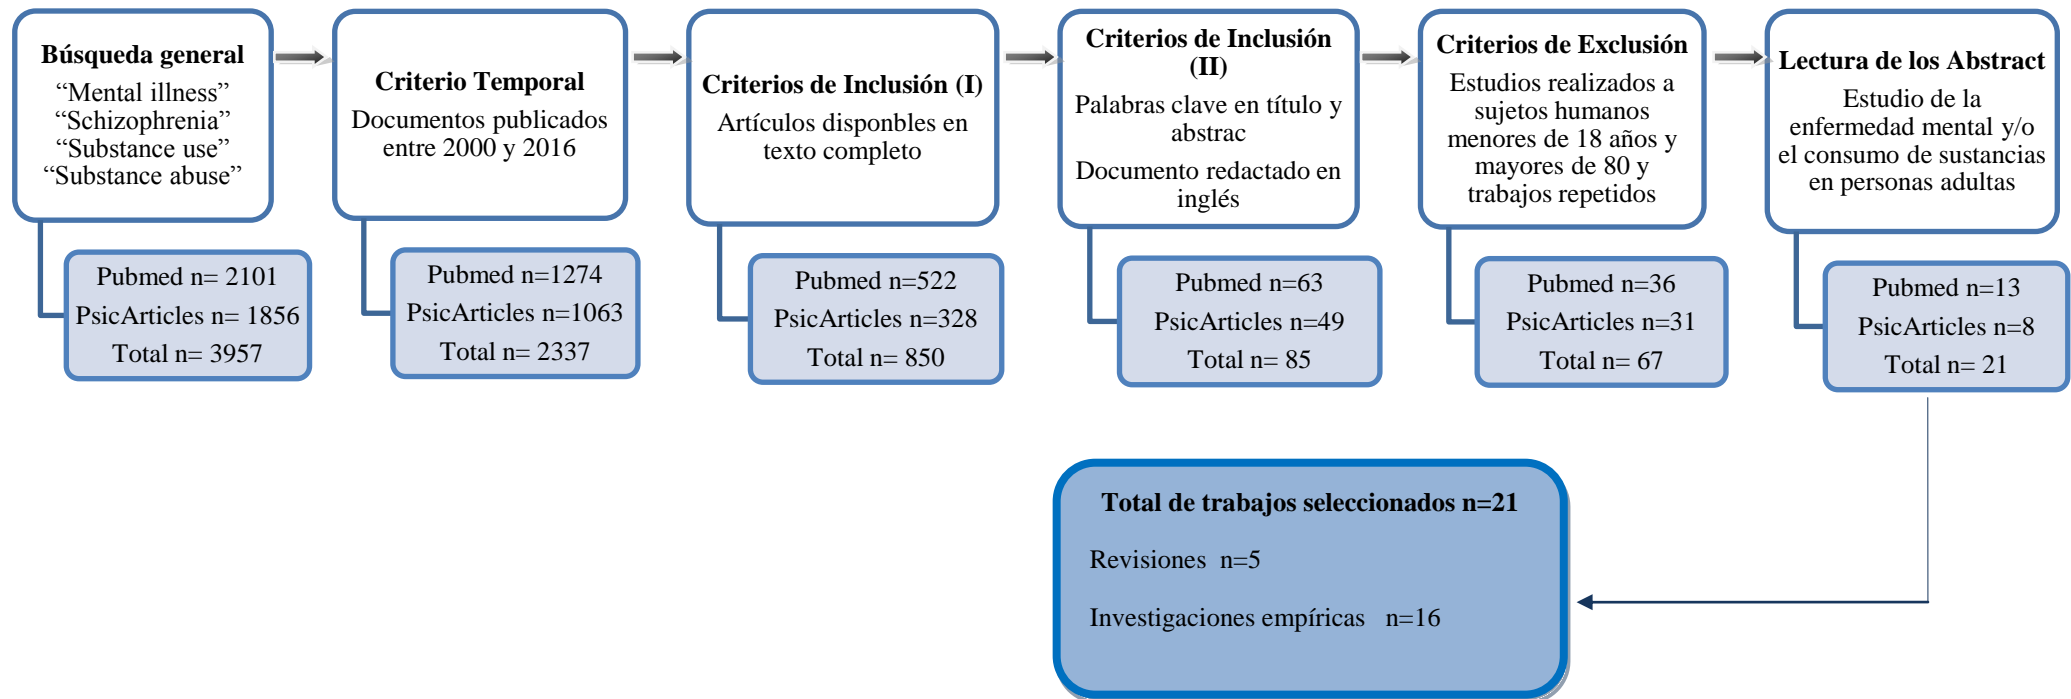 Búsqueda general
“Mental illness”
“Schizophrenia”
“Substance use”
“Substance abuse”
Pubmed n= 2101
PsicArticles n= 1856
Total n= 3957
Criterio Temporal
Documentos publicados
entre 2000 y 2016
Pubmed n=1274
PsicArticles n=1063
Total n= 2337
Criterios de Inclusión (I)
Artículos disponbles en
texto completo
Pubmed n=522
PsicArticles n=328
Total n= 850
Criterios de Inclusión
(II)
Palabras clave en título y
abstrac
Documento redactado en
inglés
Pubmed n=63
PsicArticles n=49
Total n= 85
Criterios de Exclusión
Estudios realizados a
sujetos humanos
menores de 18 años y
mayores de 80 y
trabajos repetidos
Pubmed n=36
PsicArticles n=31
Total n= 67
Lectura de los Abstract
Estudio de la
enfermedad mental y/o
el consumo de sustancias
en personas adultas
Pubmed n=13
PsicArticles n=8
Total n= 21
Total de trabajos seleccionados n=21
Revisiones n=5
Investigaciones empíricas n=16